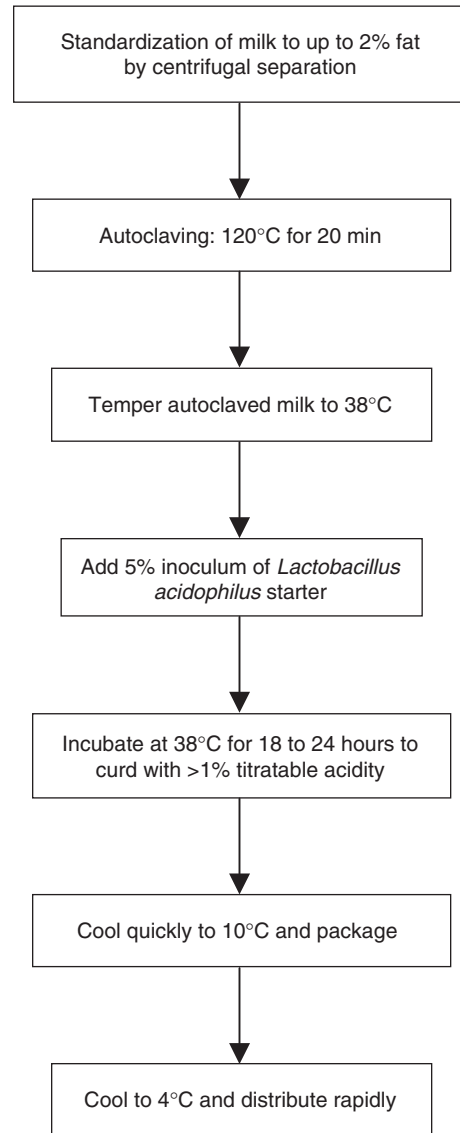 Standardization of milk to up to 2% fat
by centrifugal separation
Autoclaving: 120°C for 20 min
Temper autoclaved milk to 38°C
Add 5% inoculum of Lactobacillus
acidophilus starter
Incubate at 38°C for 18 to 24 hours to
curd with >1% titratable acidity
Cool quickly to 10°C and package
Cool to 4°C and distribute rapidly